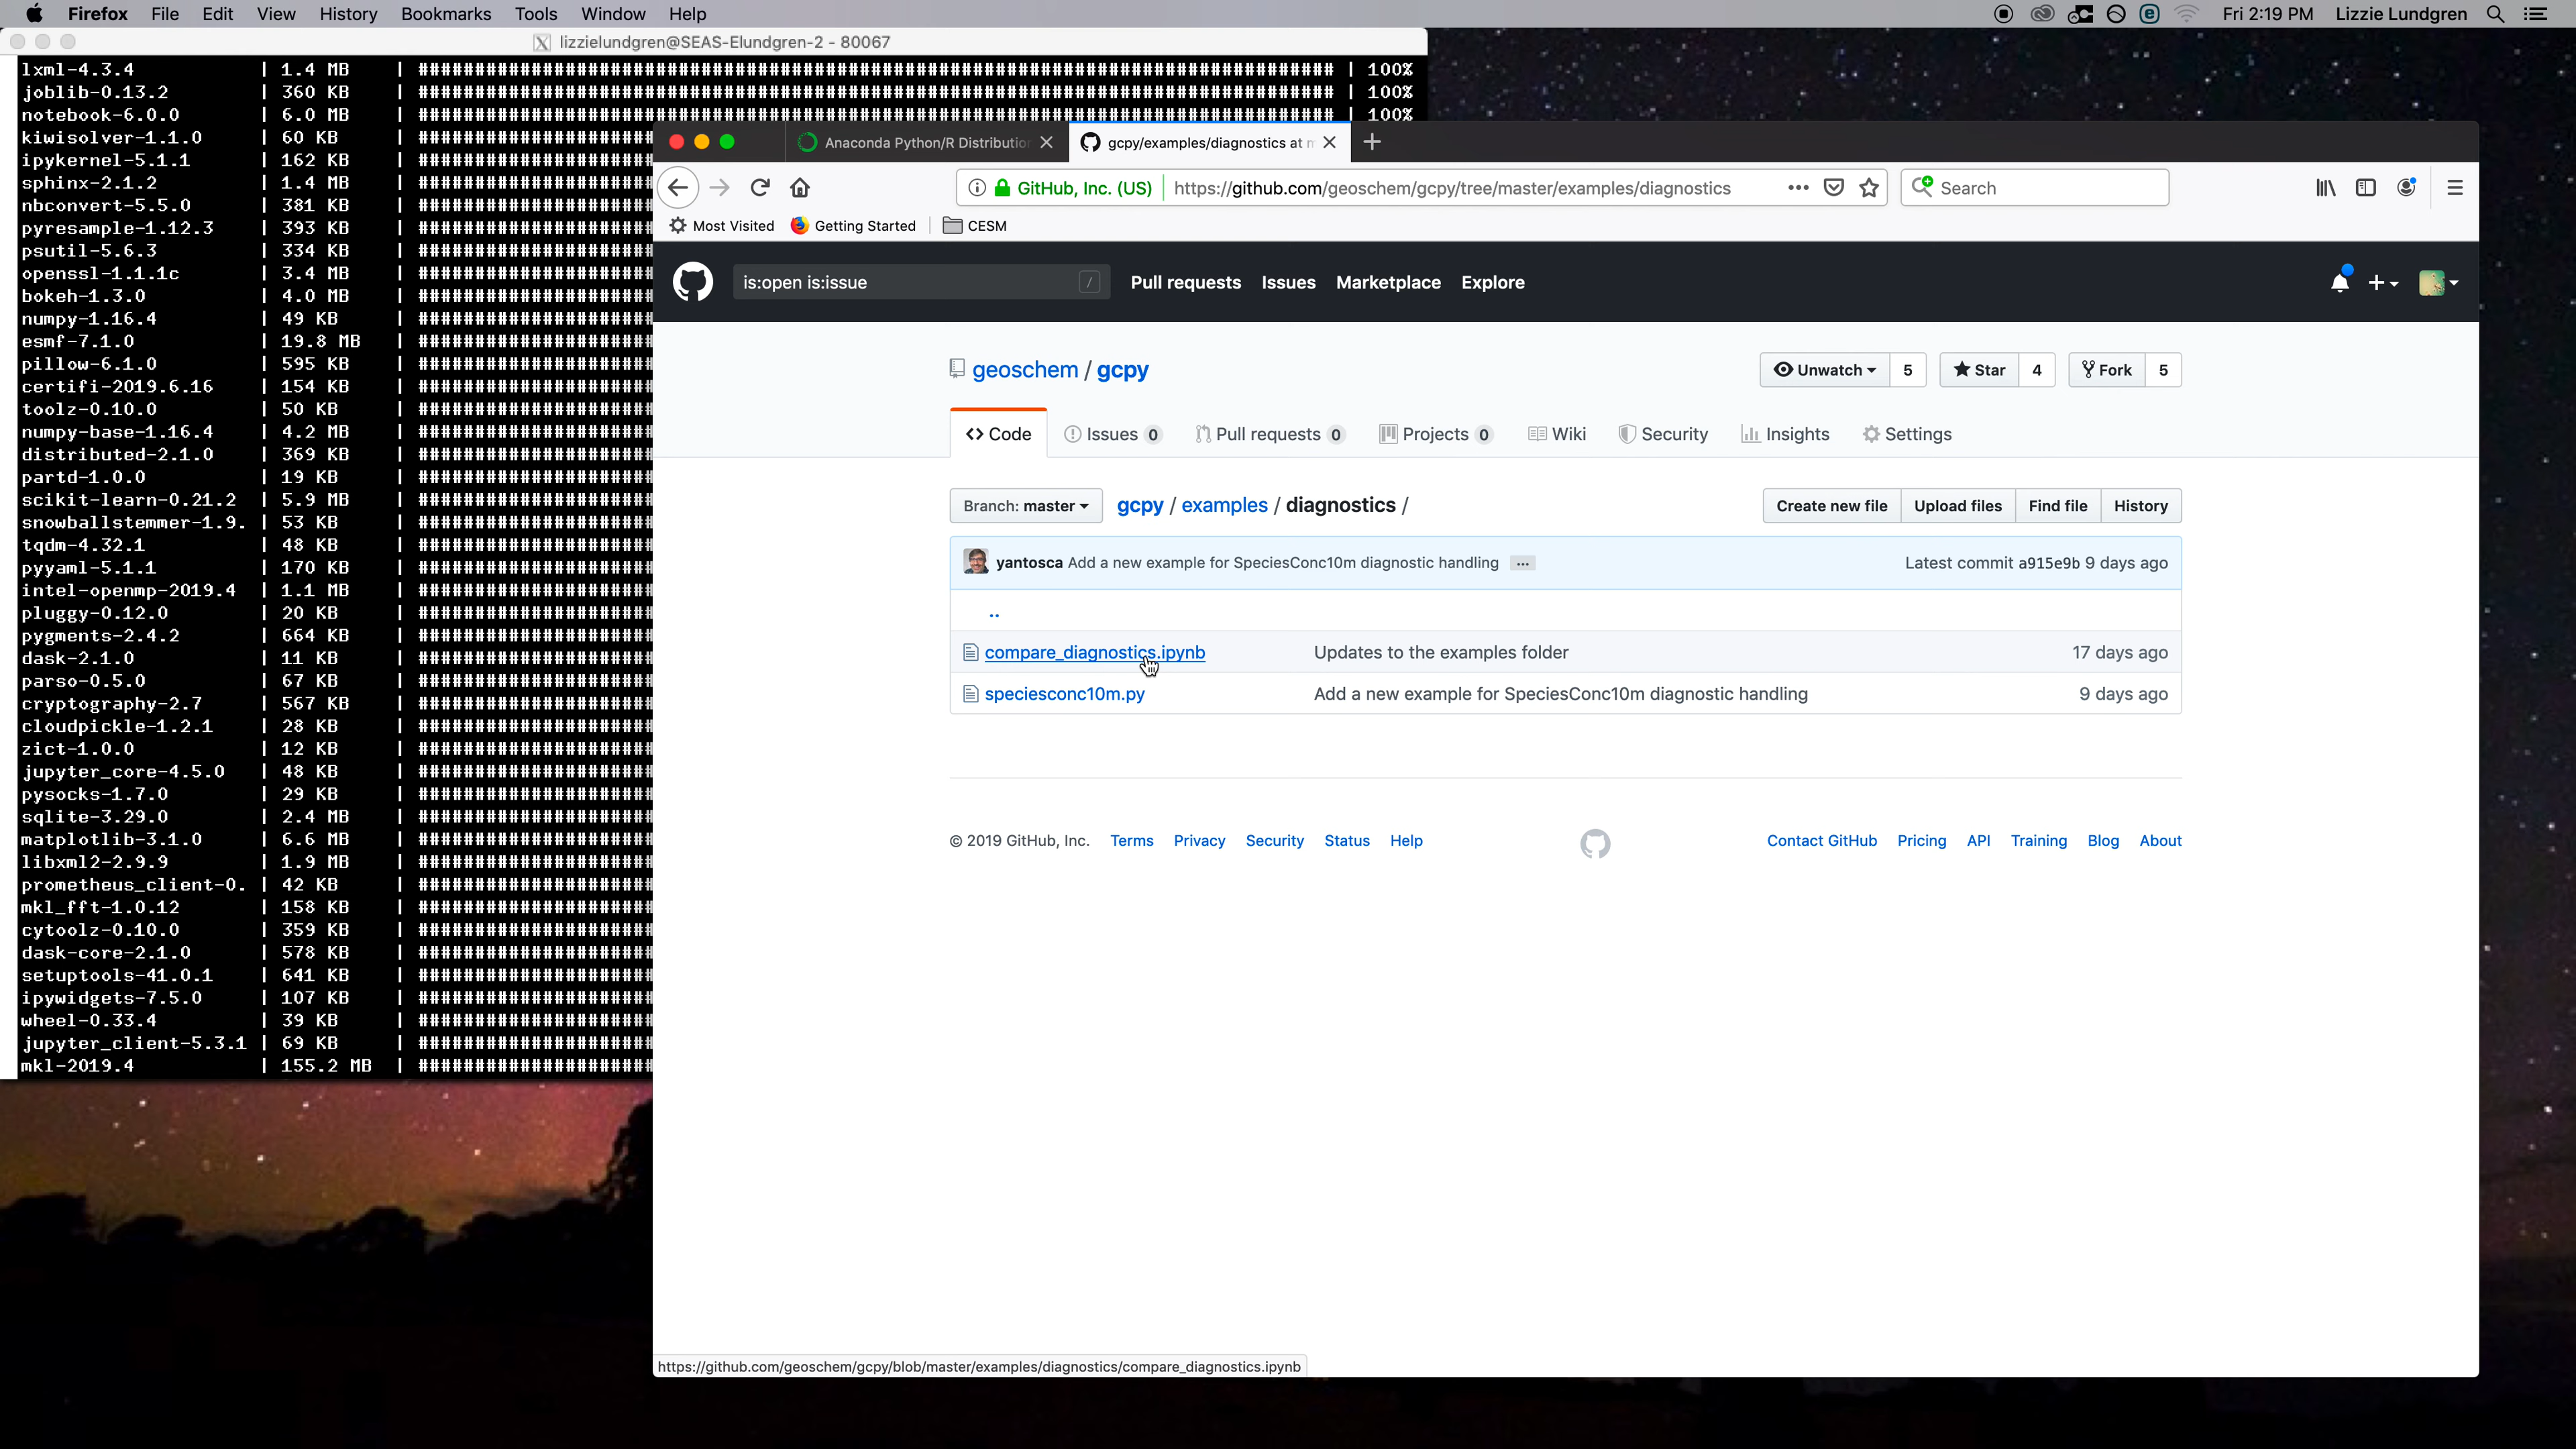 Firefox File Edit View History Bookmarks Tools Window Help Fri 2:19 PM Lizzie Lundgren
lizzielundgren@SEAS-Elundgren-2 - 80067
lxml-4.3.4 | 1.4 MB | ################################################################################# | 100%
joblib-0.13.2 | 360 KB | ################################################################################# | 100%
notebook-6.0.0 | 6.0 MB | ################################################################################# | 100%
kiwisolver-1.1.0 | 60 KB | #####################
ipykernel-5.1.1 | 162 KB | #####################
sphinx-2.1.2 | 1.4 MB | #####################
nbconvert-5.5.0 | 381 KB | #####################
pyresample-1.12.3 | 393 KB | #####################
psutil-5.6.3 | 334 KB | #####################
openssl-1.1.1c | 3.4 MB | #####################
bokeh-1.3.0 | 4.0 MB | #####################
numpy-1.16.4 | 49 KB | #####################
esmf-7.1.0 | 19.8 MB | #####################
pillow-6.1.0 | 595 KB | #####################
certifi-2019.6.16 | 154 KB | #####################
toolz-0.10.0 | 50 KB | #####################
numpy-base-1.16.4 | 4.2 MB | #####################
distributed-2.1.0 | 369 KB | #####################
partd-1.0.0 | 19 KB | #####################
scikit-learn-0.21.2 | 5.9 MB | #####################
snowballstemmer-1.9. | 53 KB | #####################
tqdm-4.32.1 | 48 KB | #####################
pyyaml-5.1.1 | 170 KB | #####################
intel-openmp-2019.4 | 1.1 MB | #####################
pluggy-0.12.0 | 20 KB | #####################
pygments-2.4.2 | 664 KB | #####################
dask-2.1.0 | 11 KB | #####################
parso-0.5.0 | 67 KB | #####################
cryptography-2.7 | 567 KB | #####################
cloudpickle-1.2.1 | 28 KB | #####################
zict-1.0.0 | 12 KB | #####################
jupyter_core-4.5.0 | 48 KB | #####################
pysocks-1.7.0 | 29 KB | #####################
sqlite-3.29.0 | 2.4 MB | #####################
matplotlib-3.1.0 | 6.6 MB | #####################
libxml2-2.9.9 | 1.9 MB | #####################
prometheus_client-0. | 42 KB | #####################
mkl_fft-1.0.12 | 158 KB | #####################
cytoolz-0.10.0 | 359 KB | #####################
dask-core-2.1.0 | 578 KB | #####################
setuptools-41.0.1 | 641 KB | #####################
ipywidgets-7.5.0 | 107 KB | #####################
wheel-0.33.4 | 39 KB | #####################
jupyter_client-5.3.1 | 69 KB | #####################
mkl-2019.4 | 155.2 MB | #####################
Anaconda Python/R Distribution gcpy/examples/diagnostics at m
GitHub, Inc. (US) https://github.com/geoschem/gcpy/tree/master/examples/diagnostics Search
Most Visited Getting Started CESM
is:open is:issue / Pull requests Issues Marketplace Explore
geoschem / gcpy Unwatch 5 Star 4 Fork 5
Code Issues 0 Pull requests 0 Projects 0 Wiki Security Insights Settings
Branch: master gcpy / examples / diagnostics / Create new file Upload files Find file History
yantosca Add a new example for SpeciesConc10m diagnostic handling ... Latest commit a915e9b 9 days ago
..
compare_diagnostics.ipynb Updates to the examples folder 17 days ago
speciesconc10m.py Add a new example for SpeciesConc10m diagnostic handling 9 days ago
© 2019 GitHub, Inc. Terms Privacy Security Status Help Contact GitHub Pricing API Training Blog About
https://github.com/geoschem/gcpy/blob/master/examples/diagnostics/compare_diagnostics.ipynb